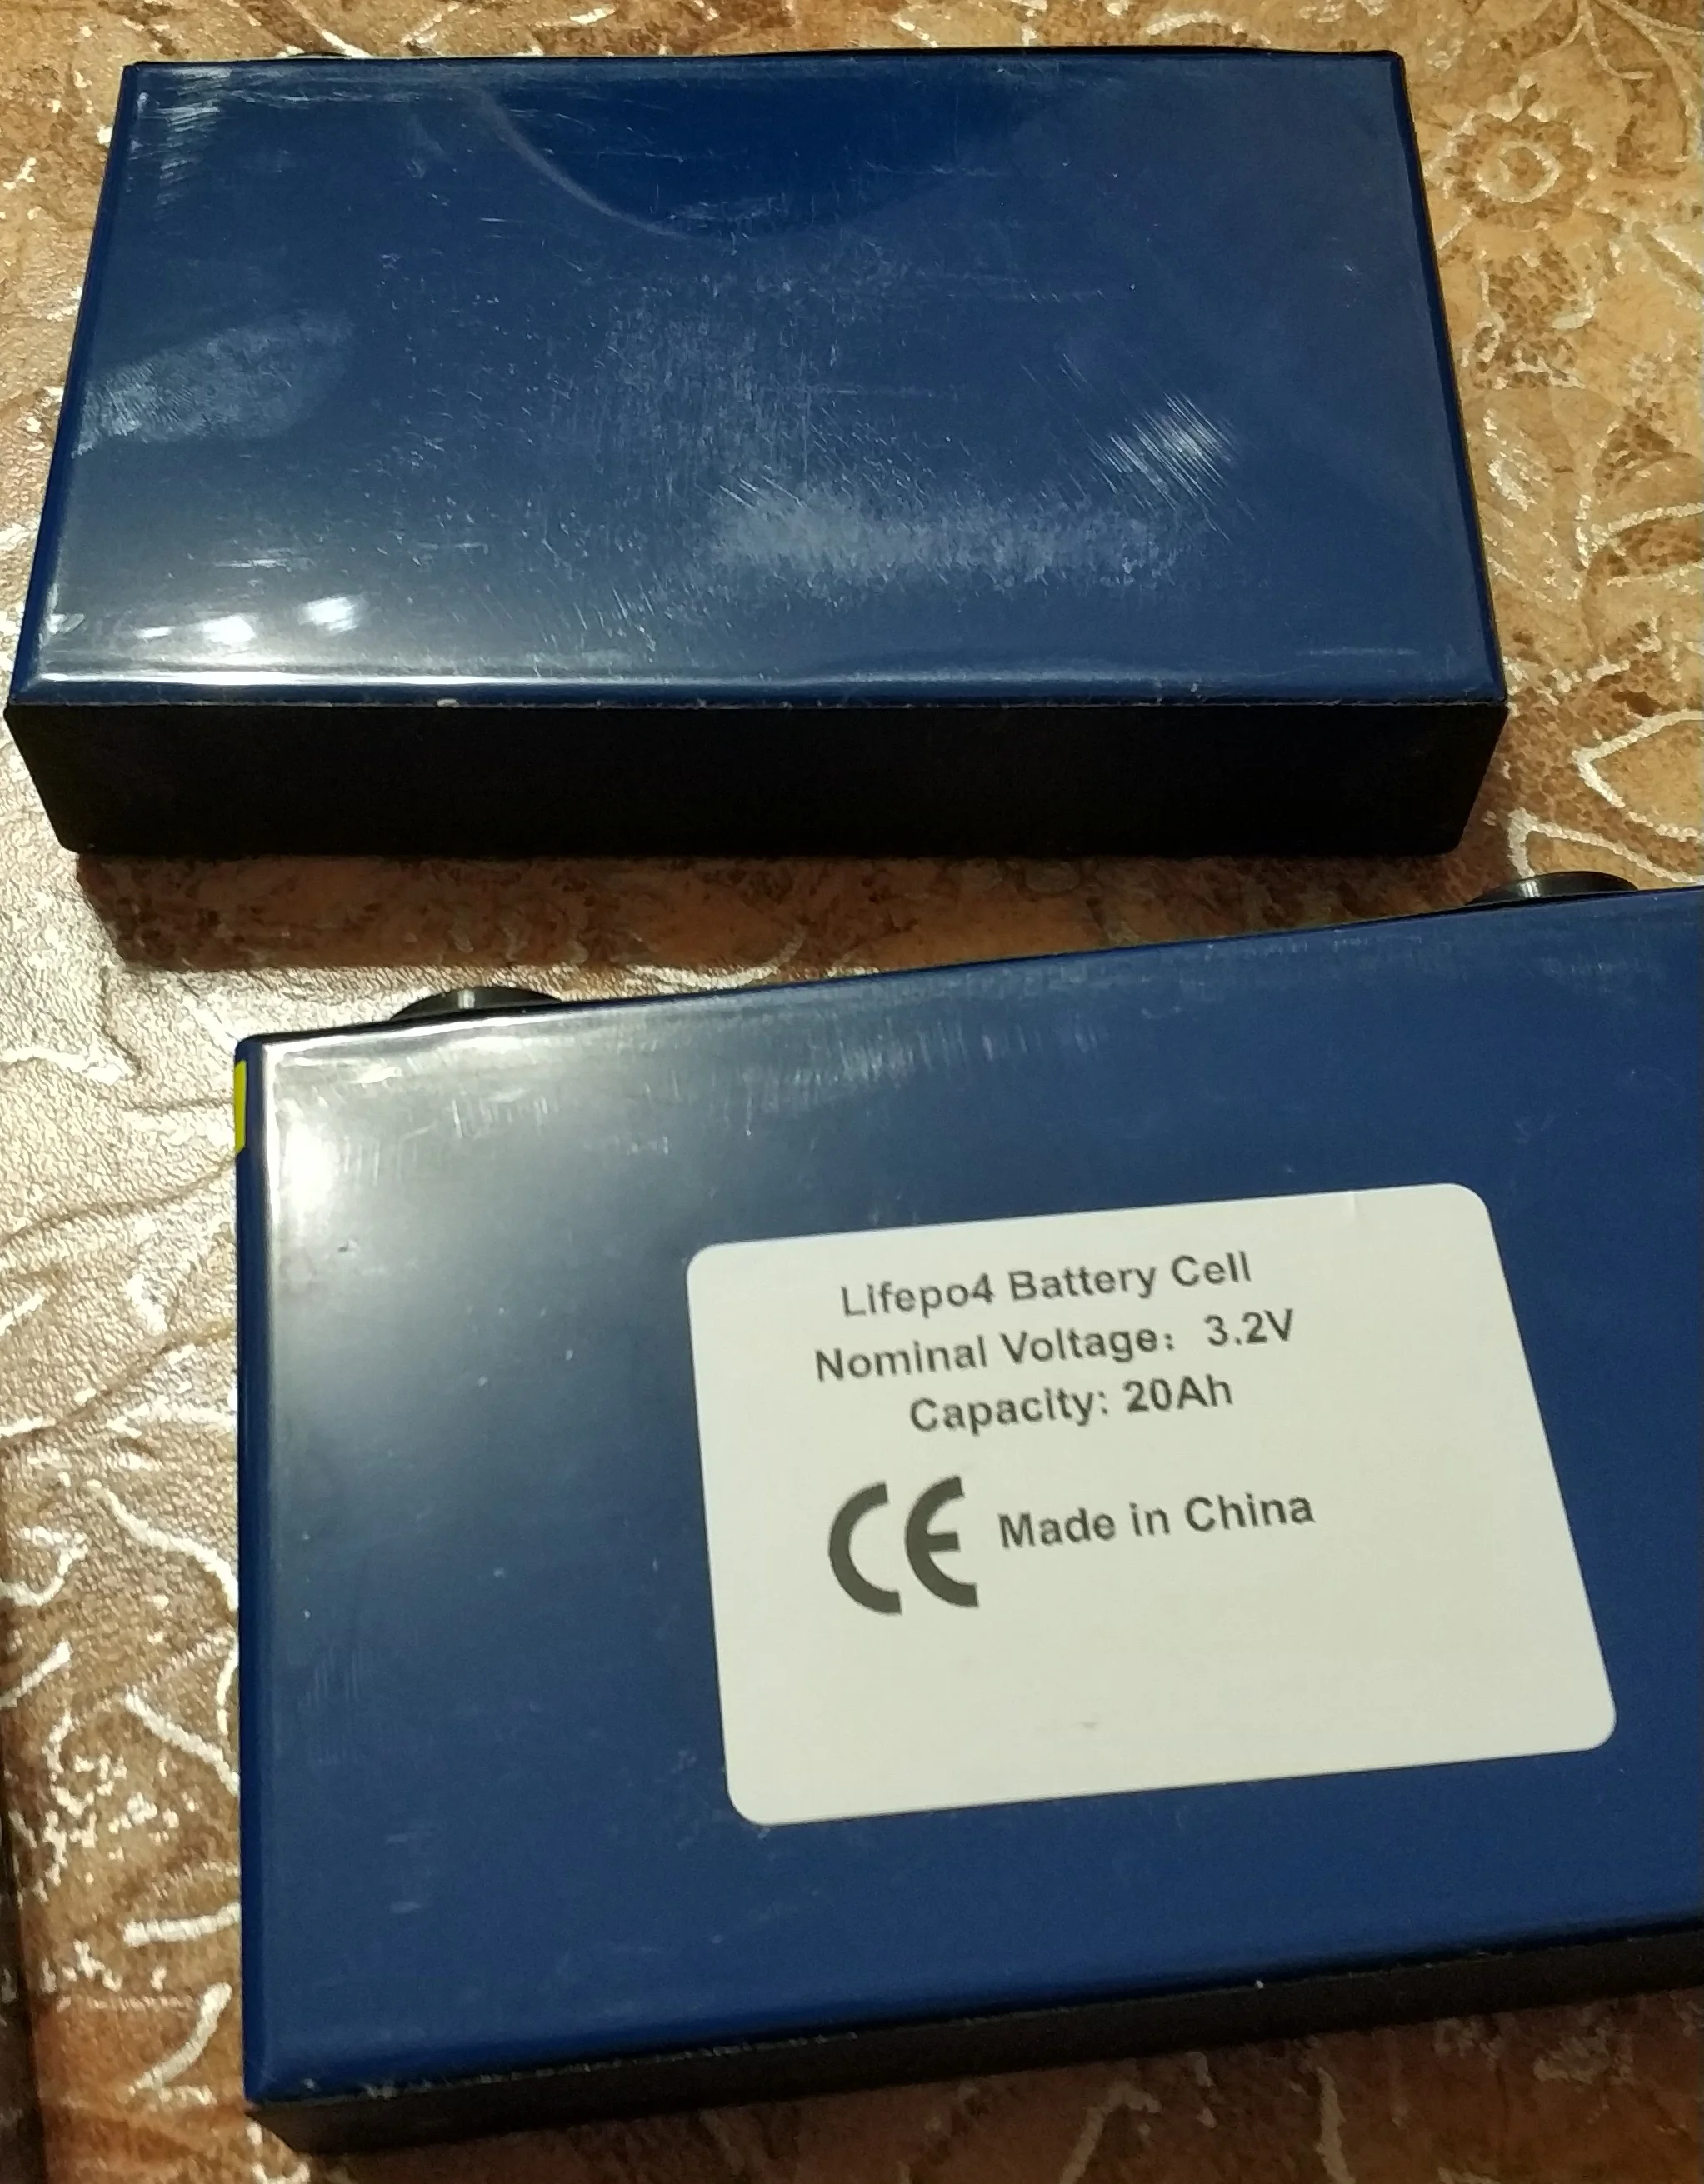 Lifepo4 Battery Cell
Nominal Voltage: 3.2V
Capacity: 20Ah
CE Made in China